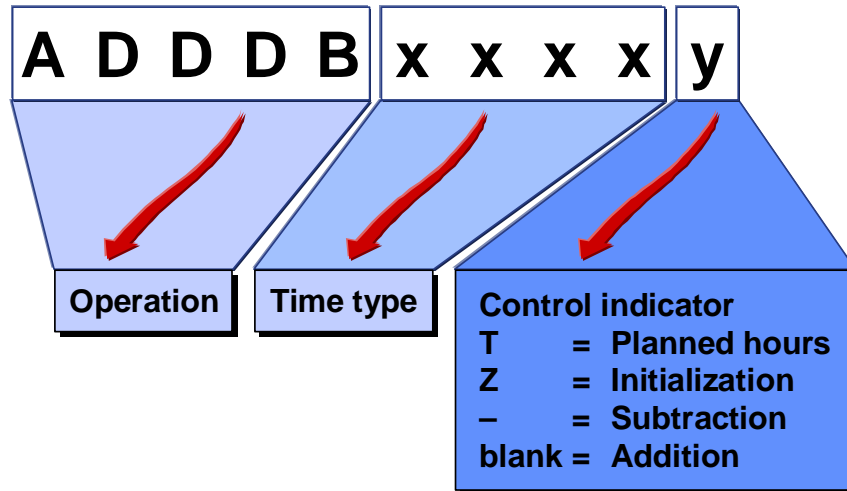 A D D D B x x x x y
Operation
Time type
Control indicator
T = Planned hours
Z = Initialization
– = Subtraction
blank = Addition